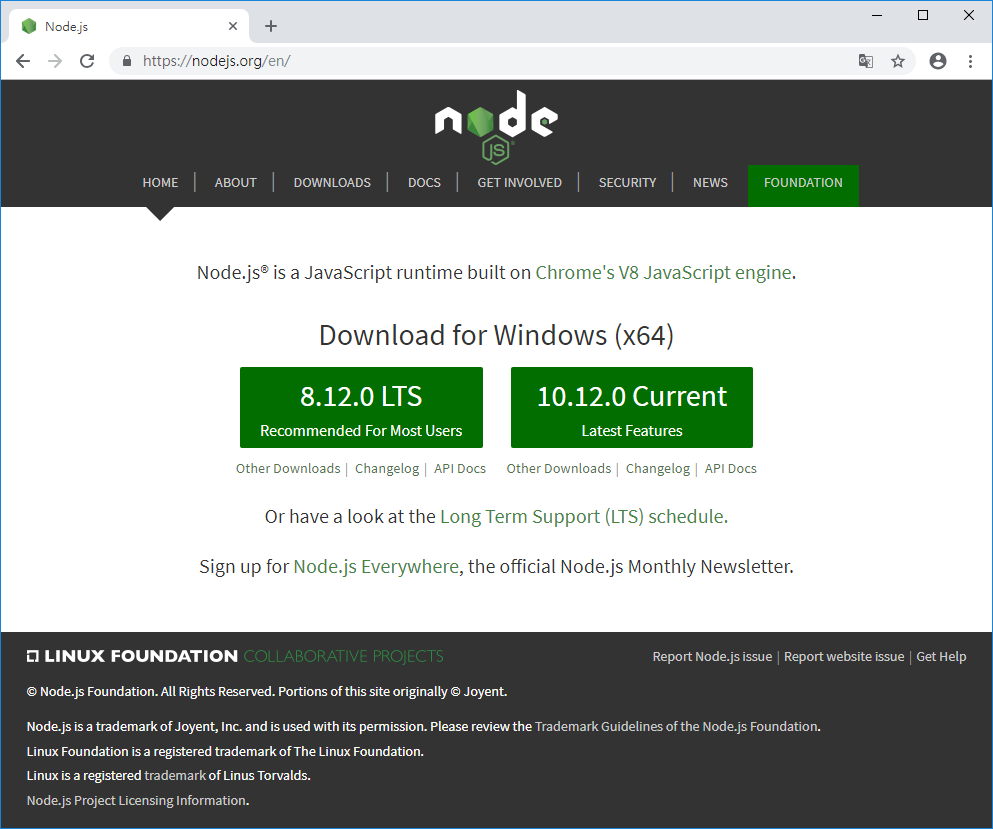 Node.js
https://nodejs.org/en/
node
JS
HOME | ABOUT | DOWNLOADS | DOCS | GET INVOLVED | SECURITY | NEWS FOUNDATION
Node.js® is a JavaScript runtime built on Chrome's V8 JavaScript engine.
Download for Windows (x64)
8.12.0 LTS
Recommended For Most Users
10.12.0 Current
Latest Features
Other Downloads | Changelog | API Docs
Other Downloads | Changelog | API Docs
Or have a look at the Long Term Support (LTS) schedule.
Sign up for Node.js Everywhere, the official Node.js Monthly Newsletter.
LINUX FOUNDATION COLLABORATIVE PROJECTS
Report Node.js issue | Report website issue | Get Help
© Node.js Foundation. All Rights Reserved. Portions of this site originally © Joyent.
Node.js is a trademark of Joyent, Inc. and is used with its permission. Please review the Trademark Guidelines of the Node.js Foundation.
Linux Foundation is a registered trademark of The Linux Foundation.
Linux is a registered trademark of Linus Torvalds.
Node.js Project Licensing Information.